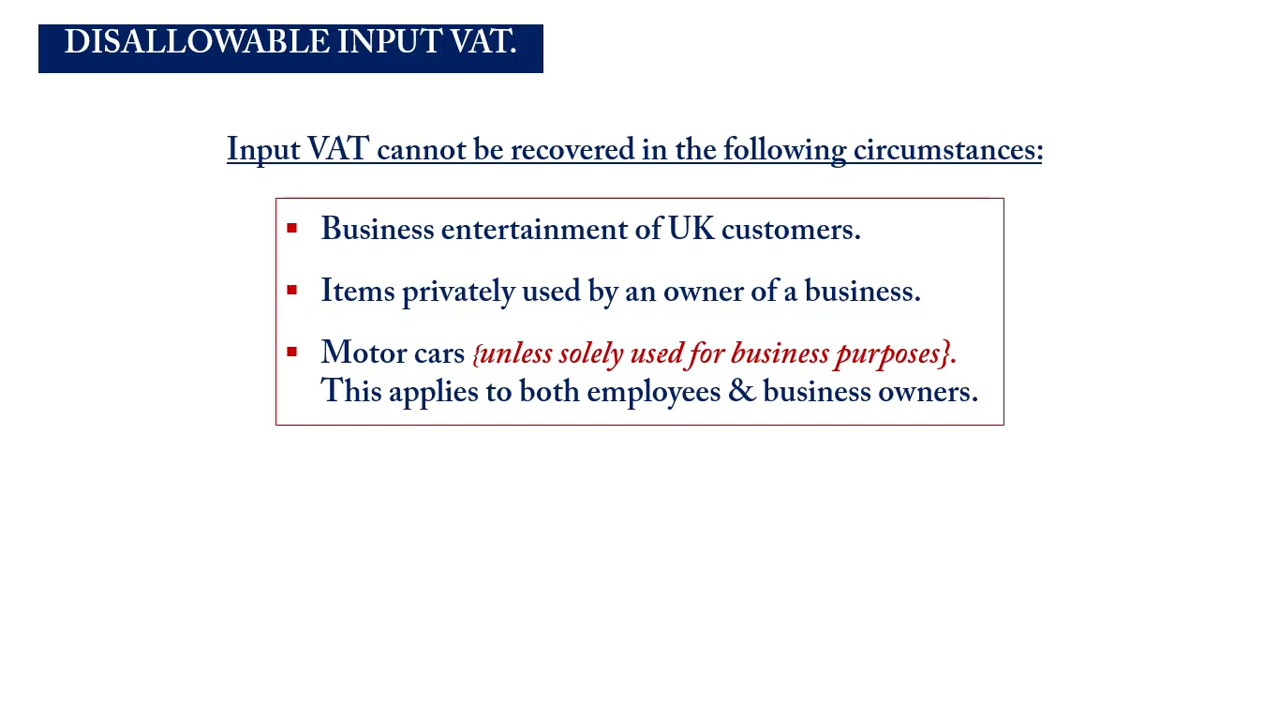 DISALLOWABLE INPUT VAT.
Input VAT cannot be recovered in the following circumstances:
▪ Business entertainment of UK customers.
▪ Items privately used by an owner of a business.
▪ Motor cars {unless solely used for business purposes}.
This applies to both employees & business owners.